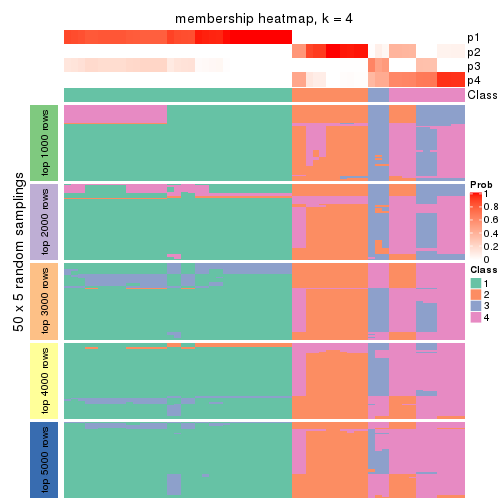 membership heatmap, k = 4
p1
p2
p3
p4
Class
50 x 5 random samplings
top 1000 rows
top 2000 rows
top 3000 rows
top 4000 rows
top 5000 rows
Prob
1
0.8
0.6
0.4
0.2
0
Class
1
2
3
4